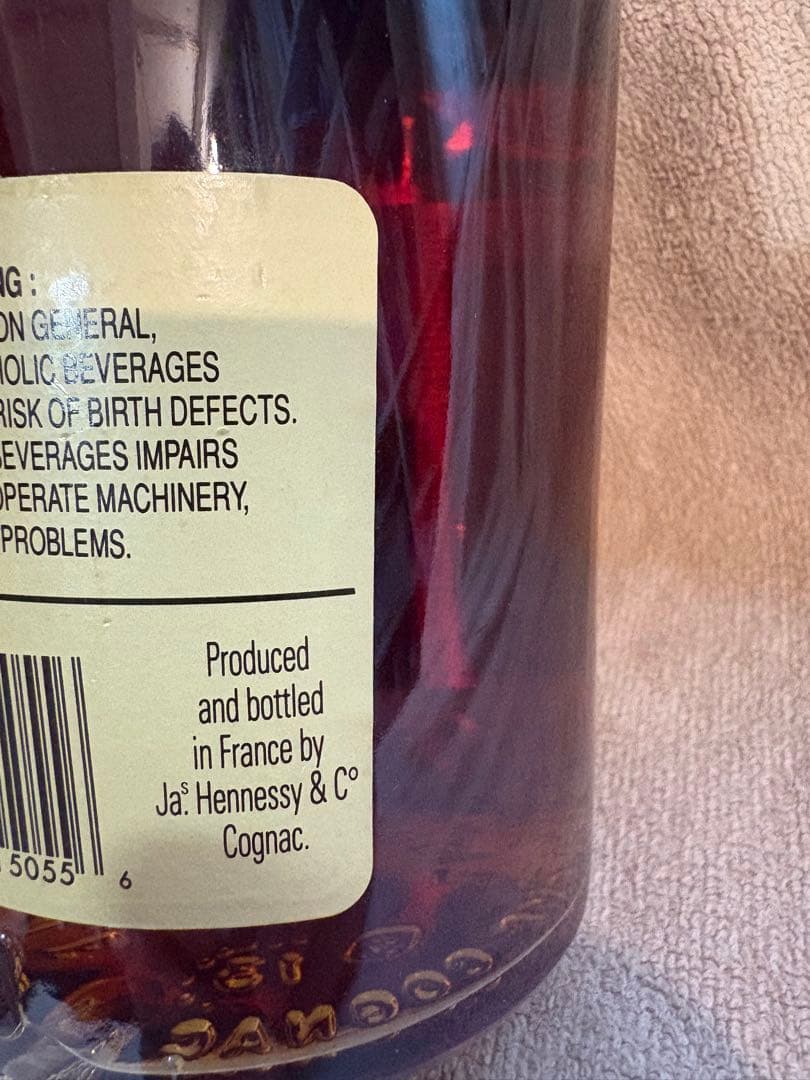 NG :
ON GENERAL,
HOLIC BEVERAGES
RISK OF BIRTH DEFECTS.
BEVERAGES IMPAIRS
OPERATE MACHINERY,
PROBLEMS.
Produced
and bottled
in France by
Jas. Hennessy & Co
Cognac.
5055 6